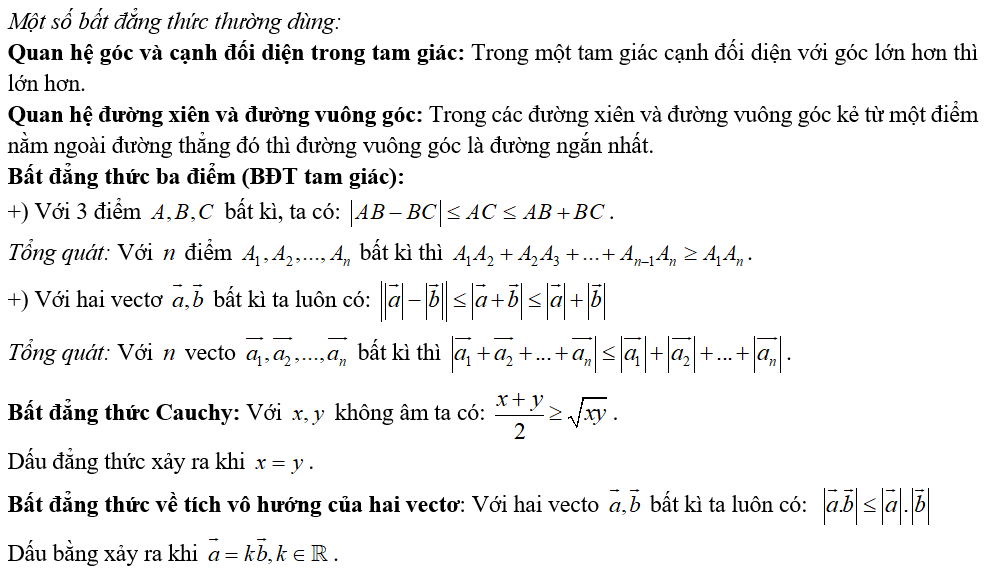 Một số bất đẳng thức thường dùng:
Quan hệ góc và cạnh đối diện trong tam giác: Trong một tam giác cạnh đối diện với góc lớn hơn thì
lớn hơn.
Quan hệ đường xiên và đường vuông góc: Trong các đường xiên và đường vuông góc kẻ từ một điểm
nằm ngoài đường thẳng đó thì đường vuông góc là đường ngắn nhất.
Bất đẳng thức ba điểm (BĐT tam giác):
+) Với 3 điểm $A,B,C$ bất kì, ta có: $|AB-BC| \leq AC \leq AB+BC$.
Tổng quát: Với $n$ điểm $A_1,A_2,...,A_n$ bất kì thì $A_1A_2+A_2A_3+...+A_{n-1}A_n \geq A_1A_n$.
+) Với hai vectơ $\vec{a},\vec{b}$ bất kì ta luôn có: $\left||\vec{a}|-|\vec{b}|\right| \leq |\vec{a}+\vec{b}| \leq |\vec{a}|+|\vec{b}|$
Tổng quát: Với $n$ vecto $\overrightarrow{a_1},\overrightarrow{a_2},...,\overrightarrow{a_n}$ bất kì thì $|\overrightarrow{a_1}+\overrightarrow{a_2}+...+\overrightarrow{a_n}| \leq |\overrightarrow{a_1}|+|\overrightarrow{a_2}|+...+|\overrightarrow{a_n}|$.
Bất đẳng thức Cauchy: Với $x,y$ không âm ta có: $\frac{x+y}{2} \geq \sqrt{xy}$.
Dấu đẳng thức xảy ra khi $x=y$.
Bất đẳng thức về tích vô hướng của hai vectơ: Với hai vecto $\vec{a},\vec{b}$ bất kì ta luôn có: $|\vec{a}.\vec{b}| \leq |\vec{a}|.|\vec{b}|$
Dấu bằng xảy ra khi $\vec{a}=k\vec{b},k \in \mathbb{R}$.